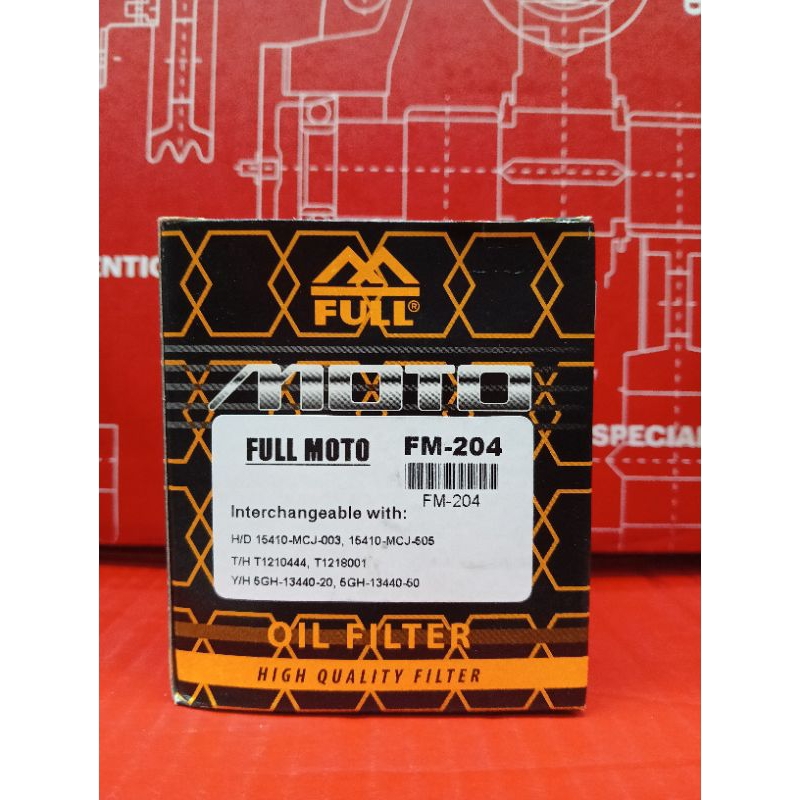 FULL®
MOTO
FULL MOTO FM-204
FM-204
Interchangeable with:
H/D 15410-MCJ-003, 15410-MCJ-505
T/H T1210444, T1218001
Y/H 5GH-13440-20, 5GH-13440-50
OIL FILTER
HIGH QUALITY FILTER
SPECIAL